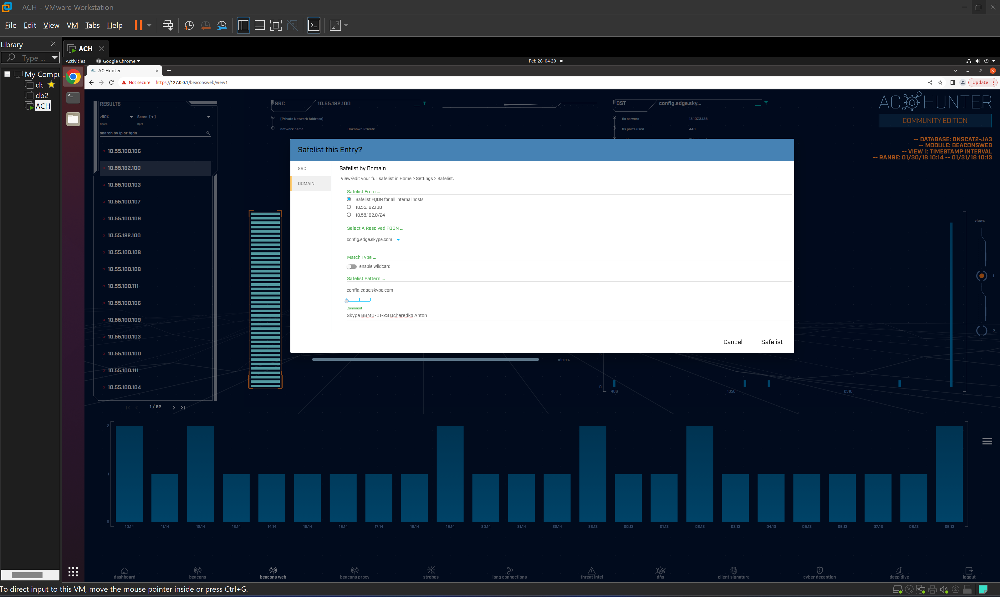 ACH - VMware Workstation
File Edit View VM Tabs Help
Library
Type ...
My Compu
db
db2
ACH
ACH
Activities
Google Chrome
Feb 28 04:20
AC-Hunter
Not secure
https://127.0.0.1/beaconsweb/view1
Update
RESULTS
>50%
Score [▼]
Score
Sort
search by ip or fqdn
10.55.100.106
10.55.182.100
10.55.100.103
10.55.100.107
10.55.100.109
10.55.182.100
10.55.100.108
10.55.100.108
10.55.100.111
10.55.100.106
10.55.100.109
10.55.100.103
10.55.100.100
10.55.100.111
10.55.100.104
1 / 92
SRC
10.55.182.100
[Private Network Address]
network name
Unknown Private
DST
config.edge.sky...
tls servers
13.107.3.128
tls ports used
443
AC HUNTER
COMMUNITY EDITION
-- DATABASE: DNSCAT2-JA3
-- MODULE: BEACONSWEB
-- VIEW 1: TIMESTAMP INTERVAL
-- RANGE: 01/30/18 10:14 -- 01/31/18 10:13
Safelist this Entry?
SRC
DOMAIN
Safelist by Domain
View/edit your full safelist in Home > Settings > Safelist.
Safelist From ...
Safelist FQDN for all internal hosts
10.55.182.100
10.55.182.0/24
Select A Resolved FQDN ...
config.edge.skype.com
Match Type ...
enable wildcard
Safelist Pattern ...
config.edge.skype.com
Comment
Skype BBMO-01-23 Ocheredko Anton
Cancel
Safelist
views
1
2
100.0 %
5
0
406
1358
2310
2
1
0
10:14 11:14 12:14 13:14 14:14 15:14 16:14 17:14 18:14 19:14 20:14 21:14 22:14 23:13 00:13 01:13 02:13 03:13 04:13 05:13 06:13 07:13 08:13 09:13
dashboard
beacons
beacons web
beacons proxy
strobes
long connections
threat intel
dns
client signature
cyber deception
deep dive
logout
To direct input to this VM, move the mouse pointer inside or press Ctrl+G.